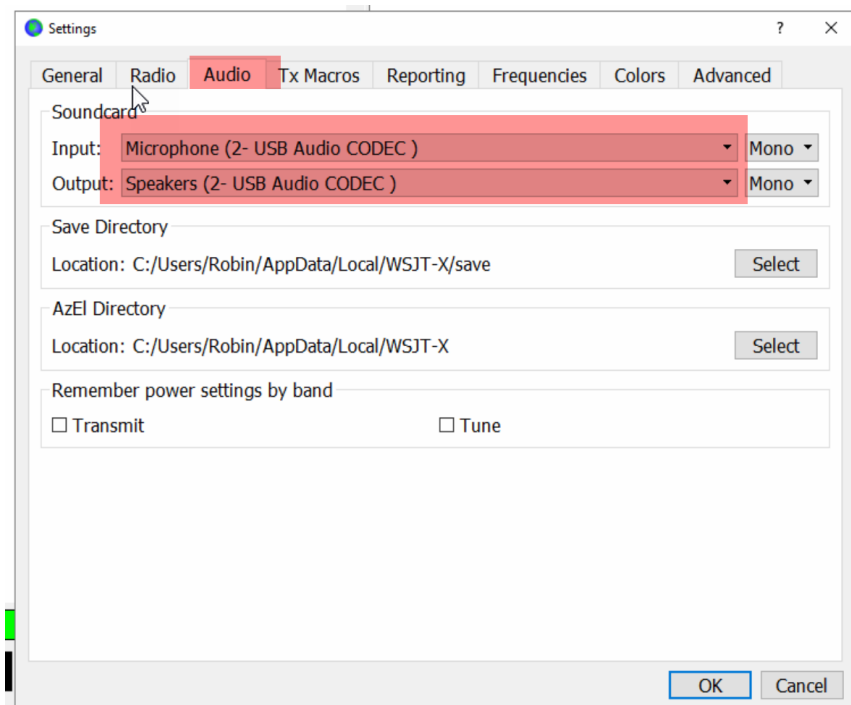 Settings ? ×
General Radio Audio Tx Macros Reporting Frequencies Colors Advanced
Soundcard
Input: Microphone (2- USB Audio CODEC ) Mono
Output: Speakers (2- USB Audio CODEC ) Mono
Save Directory
Location: C:/Users/Robin/AppData/Local/WSJT-X/save Select
AzEl Directory
Location: C:/Users/Robin/AppData/Local/WSJT-X Select
Remember power settings by band
Transmit Tune
OK Cancel